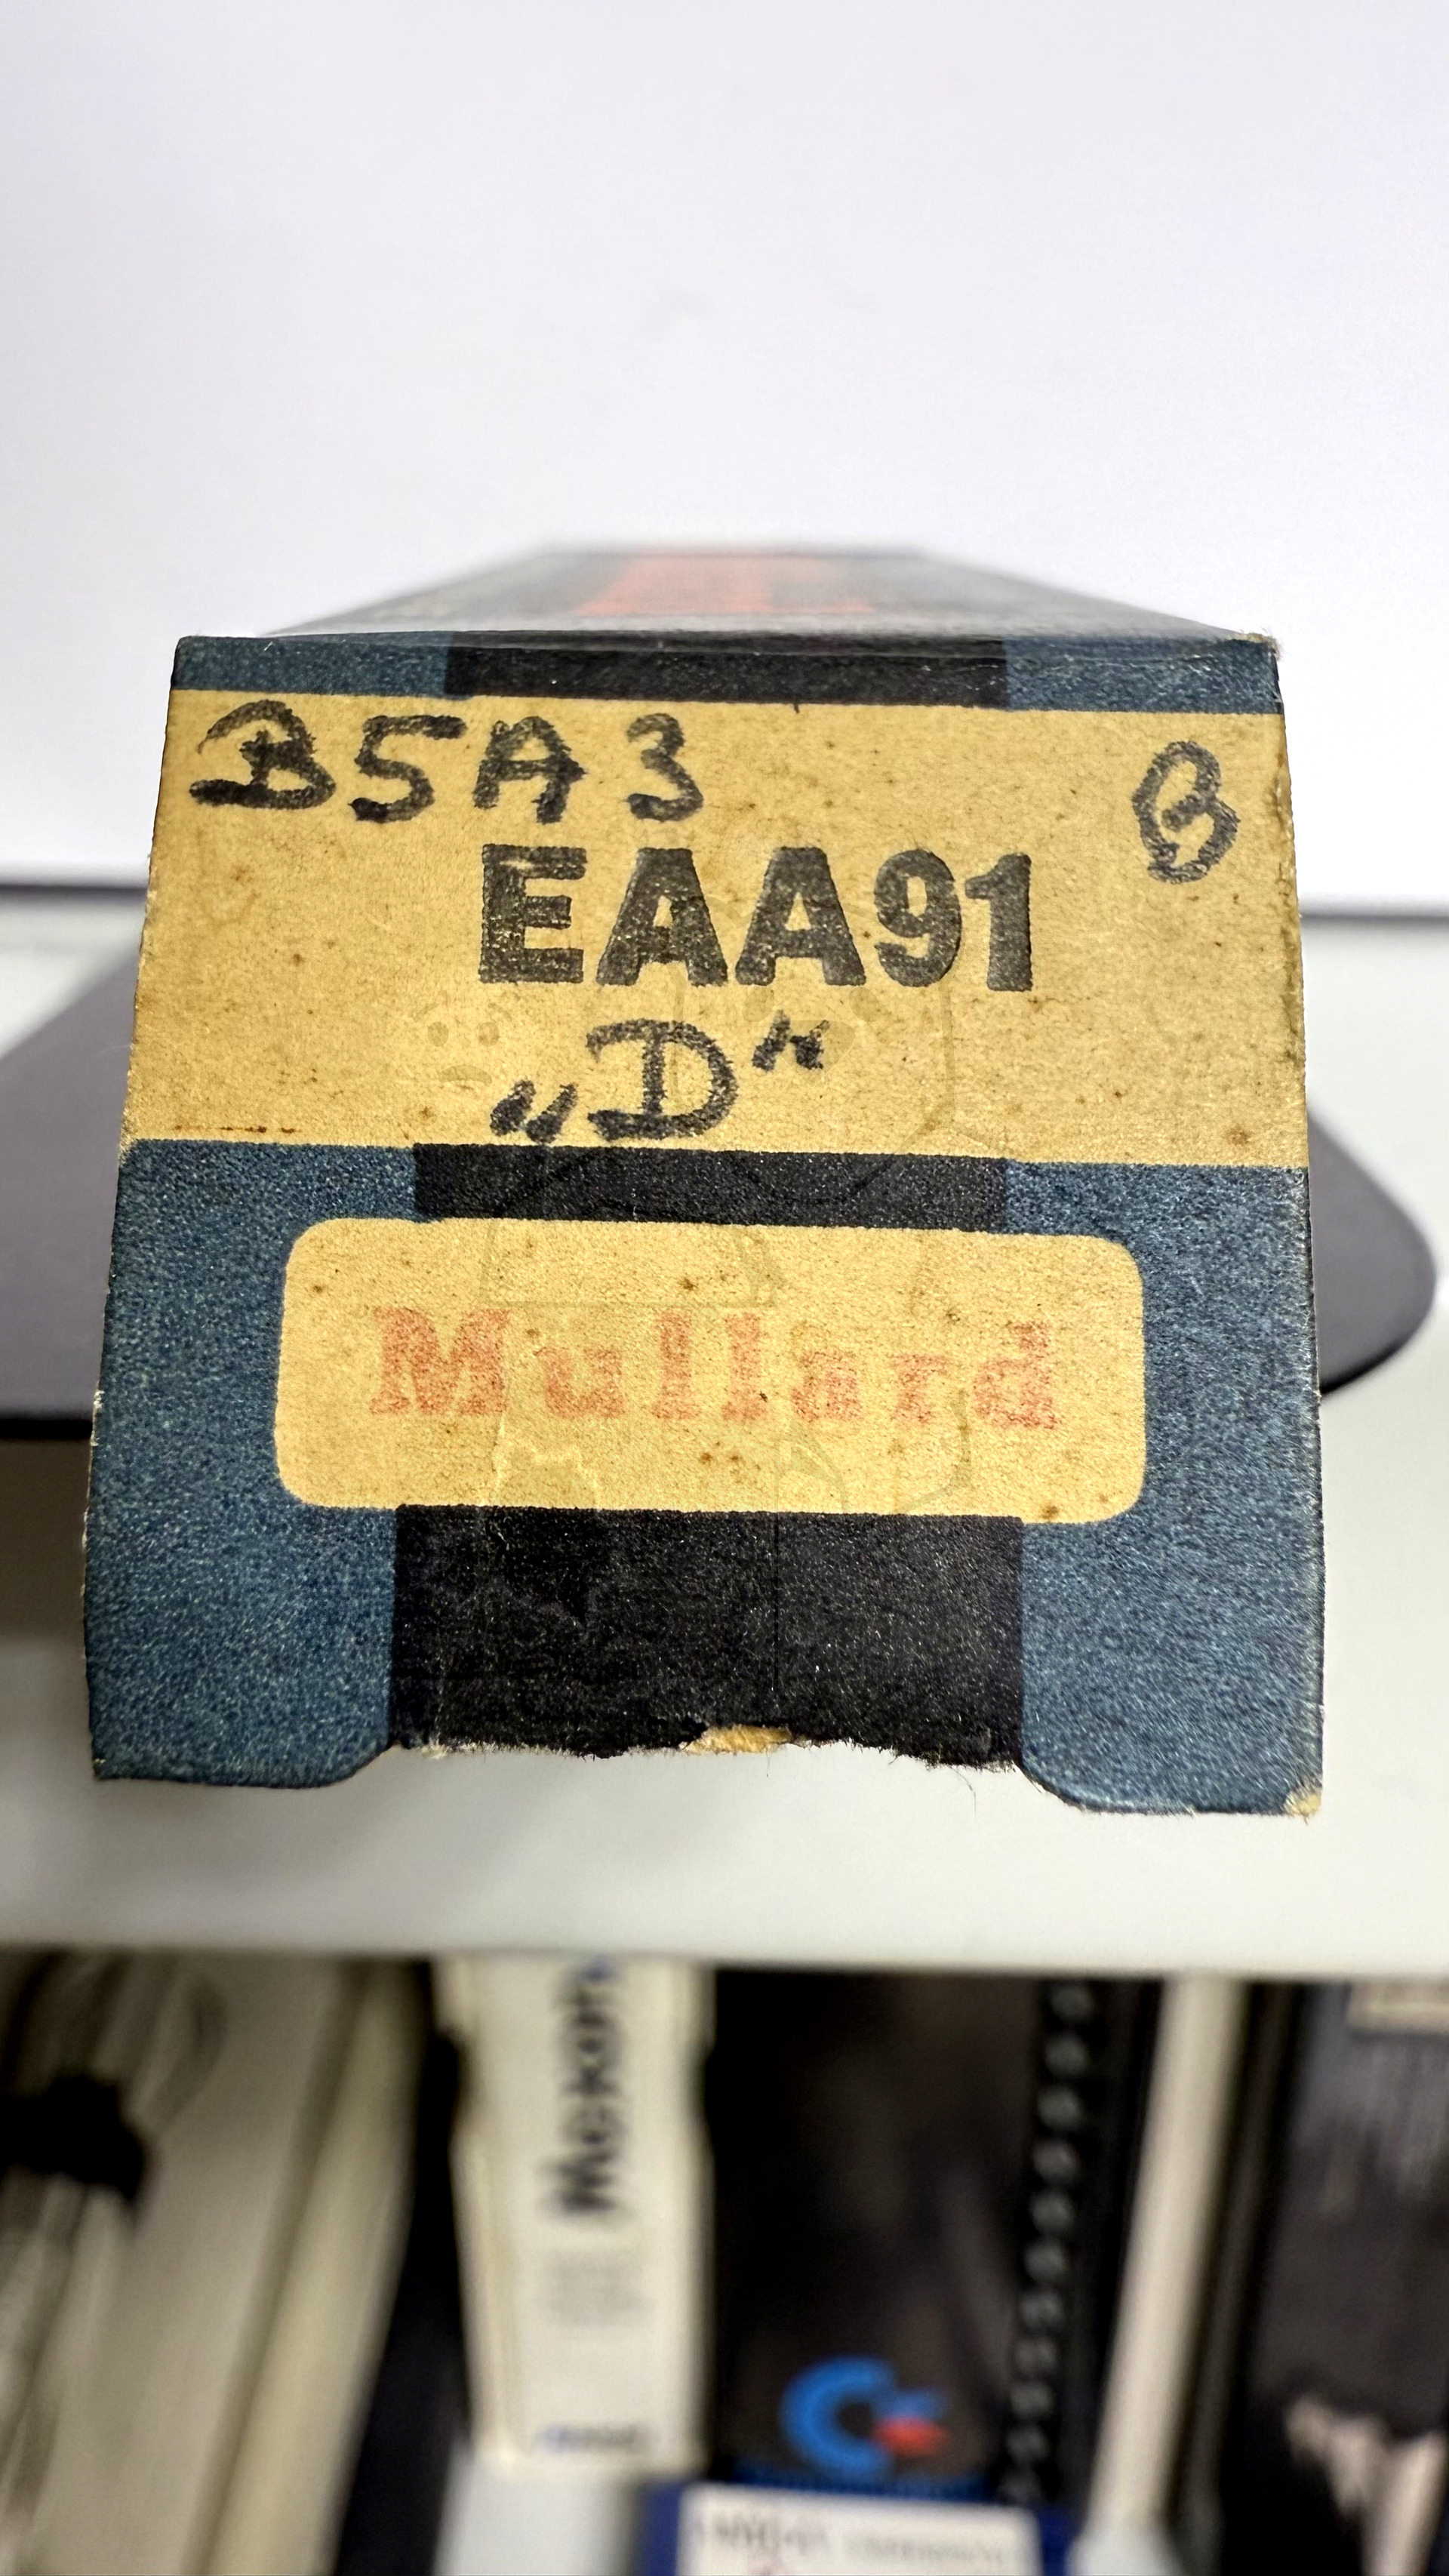 B5A3 B
EAA91
„D“
Mullard